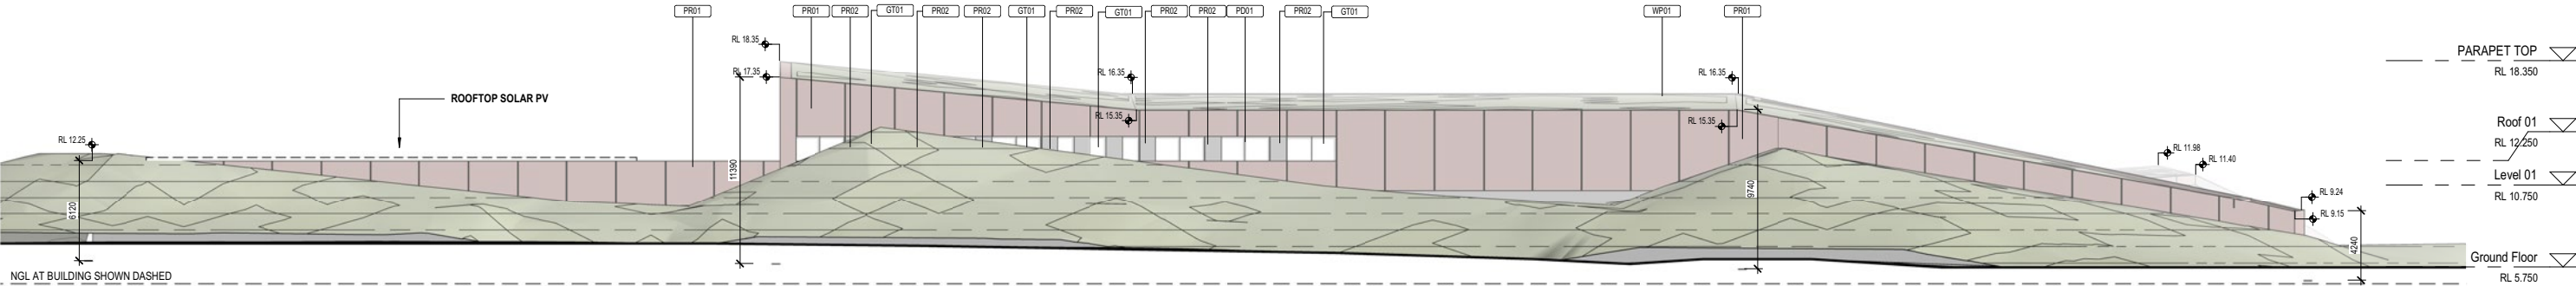 PR01
PR01
PR02
GT01
PR02
PR02
GT01
PR02
GT01
PR02
PR02
PD01
PR02
GT01
WP01
PR01
RL 18.35
RL 17.35
RL 16.35
RL 15.35
RL 16.35
RL 15.35
PARAPET TOP
RL 18.350
ROOFTOP SOLAR PV
RL 12.25
Roof 01
RL 12.250
RL 11.98
RL 11.40
Level 01
RL 10.750
RL 9.24
RL 9.15
6120
11390
9740
4240
Ground Floor
RL 5.750
NGL AT BUILDING SHOWN DASHED